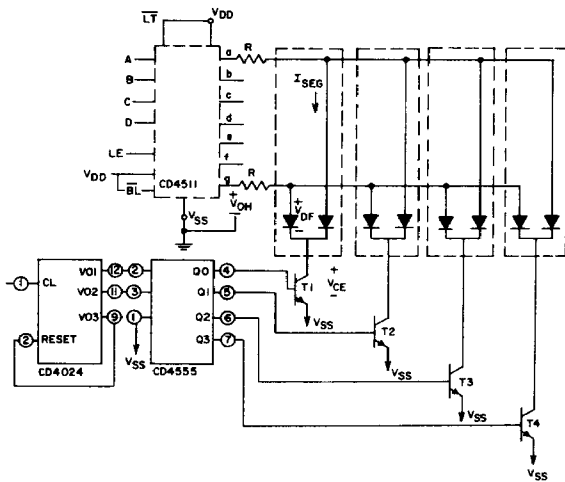 L̅T̅ VDD
A a R
B b
C c ISEG
D d
LE e
f
VDD
B̅L̅ CD4511 g R
+ VOH −
+ VDF −
VSS
1 CL VO1 12 2 Q0 4 T1 + VCE −
VO2 11 3 Q1 5
VO3 9 1 Q2 6 VSS T2
2 RESET Q3 7
VSS VSS T3
CD4024 CD4555
VSS T4
VSS